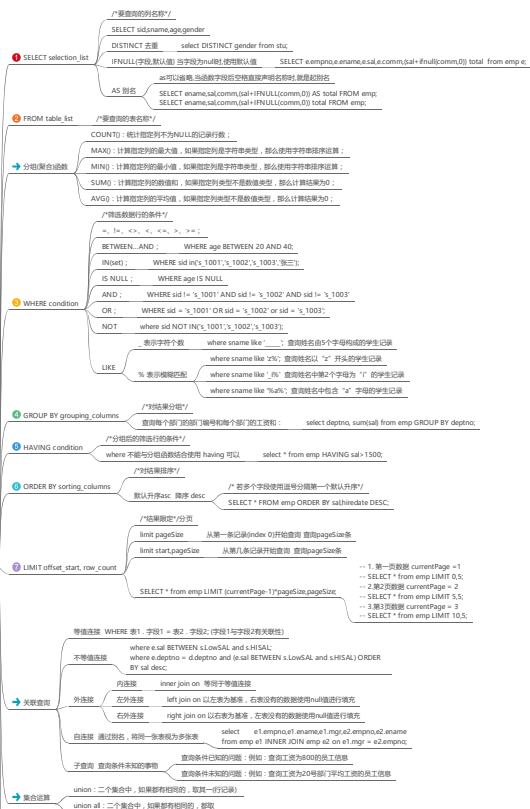 /*要查询的列名称*/
SELECT sid,sname,age,gender
DISTINCT 去重 select DISTINCT gender from stu;
1 SELECT selection_list
IFNULL(字段,默认值) 当字段为null时,使用默认值 SELECT e.empno,e.ename,e.sal,e.comm,(sal+ifnull(comm,0)) total from emp e;
as可以省略,当函数字段后空格直接声明名称时,就是起别名
AS 别名
SELECT ename,sal,comm,(sal+IFNULL(comm,0)) AS total FROM emp;
SELECT ename,sal,comm,(sal+IFNULL(comm,0)) total FROM emp;
2 FROM table_list /*要查询的表名称*/
COUNT()：统计指定列不为NULL的记录行数；
MAX()：计算指定列的最大值，如果指定列是字符串类型，那么使用字符串排序运算；
分组(聚合)函数
MIN()：计算指定列的最小值，如果指定列是字符串类型，那么使用字符串排序运算；
SUM()：计算指定列的数值和，如果指定列类型不是数值类型，那么计算结果为0；
AVG()：计算指定列的平均值，如果指定列类型不是数值类型，那么计算结果为0；
/*筛选数据行的条件*/
=、!=、<>、<、<=、>、>=；
BETWEEN…AND； WHERE age BETWEEN 20 AND 40;
IN(set)； WHERE sid in('s_1001','s_1002','s_1003','张三');
IS NULL； WHERE age IS NULL
3 WHERE condition
AND； WHERE sid != 's_1001' AND sid != 's_1002' AND sid != 's_1003'
OR； WHERE sid = 's_1001' OR sid = 's_1002' or sid = 's_1003';
NOT where sid NOT IN('s_1001','s_1002','s_1003');
_ 表示字符个数 where sname like '_____'; 查询姓名由5个字母构成的学生记录
LIKE
where sname like 'z%'; 查询姓名以“z”开头的学生记录
% 表示模糊匹配 where sname like '_i%' 查询姓名中第2个字母为“i”的学生记录
where sname like '%a%'; 查询姓名中包含“a”字母的学生记录
4 GROUP BY grouping_columns
/*对结果分组*/
查询每个部门的部门编号和每个部门的工资和： select deptno, sum(sal) from emp GROUP BY deptno;
5 HAVING condition
/*分组后的筛选行的条件*/
where 不能与分组函数结合使用 having 可以 select * from emp HAVING sal>1500;
/*对结果排序*/
6 ORDER BY sorting_columns
默认升序asc 降序 desc
/* 若多个字段使用逗号分隔第一个默认升序*/
SELECT * FROM emp ORDER BY sal,hiredate DESC;
/*结果限定*/分页
limit pageSize 从第一条记录(index 0)开始查询 查询pageSize条
limit start,pageSize 从第几条记录开始查询 查询pageSize条
7 LIMIT offset_start, row_count
SELECT * from emp LIMIT (currentPage-1)*pageSize,pageSize;
-- 1. 第一页数据 currentPage =1
-- SELECT * from emp LIMIT 0,5;
-- 2.第2页数据 currentPage = 2
-- SELECT * from emp LIMIT 5,5;
-- 3.第3页数据 currentPage = 3
-- SELECT * from emp LIMIT 10,5;
等值连接 WHERE 表1 . 字段1 = 表2 . 字段2; (字段1与字段2有关联性)
不等值连接
where e.sal BETWEEN s.LowSAL and s.HISAL;
where e.deptno = d.deptno and (e.sal BETWEEN s.LowSAL and s.HISAL) ORDER
BY sal desc;
内连接 inner join on 等同于等值连接
关联查询
外连接 左外连接 left join on 以左表为基准，右表没有的数据使用null值进行填充
右外连接 right join on 以右表为基准，左表没有的数据使用null值进行填充
自连接 通过别名，将同一张表视为多张表
select e1.empno,e1.ename,e1.mgr,e2.empno,e2.ename
from emp e1 INNER JOIN emp e2 on e1.mgr = e2.empno;
子查询 查询条件未知的事物
查询条件已知的问题：例如：查询工资为800的员工信息
查询条件未知的问题：例如：查询工资为20号部门平均工资的员工信息
集合运算
union：二个集合中，如果都有相同的，取其一(行记录)
union all：二个集合中，如果都有相同的，都取